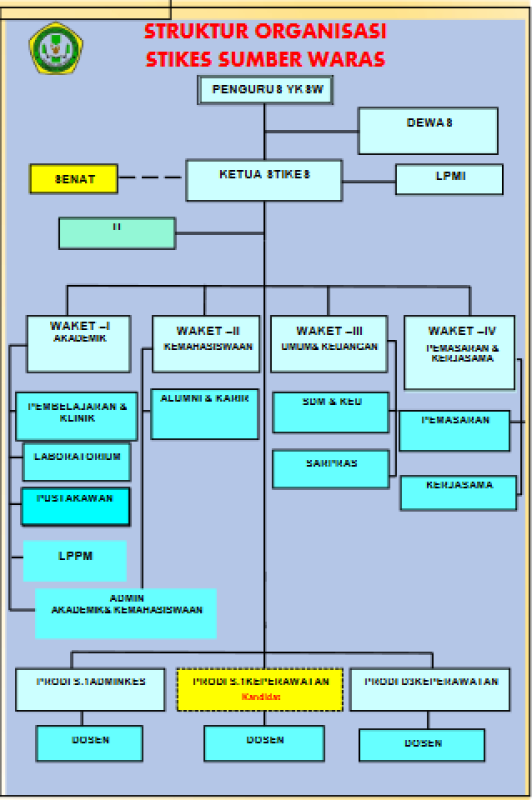 STRUKTUR ORGANISASI
STIKES SUMBER WARAS
PENGURUS YKSW
DEWAS
KETUA STIKES
SENAT
LPMI
WAKET –I
AKADEMIK
WAKET –II
KEMAHASISWAAN
WAKET –III
UMUM& KEUANGAN
WAKET –IV
PEMASARAN &
KERJASAMA
PEMBELAJARAN &
KLINIK
ALUMNI & KARIR
SDM & KEU
PEMASARAN
LABORATORIUM
SARPRAS
PUSTAKAWAN
KERJASAMA
LPPM
ADMIN
AKADEMIK& KEMAHASISWAAN
PRODI S.1ADMINKES
PRODI S.1KEPERAWATAN
Kandidat
PRODI D3KEPERAWATAN
DOSEN
DOSEN
DOSEN